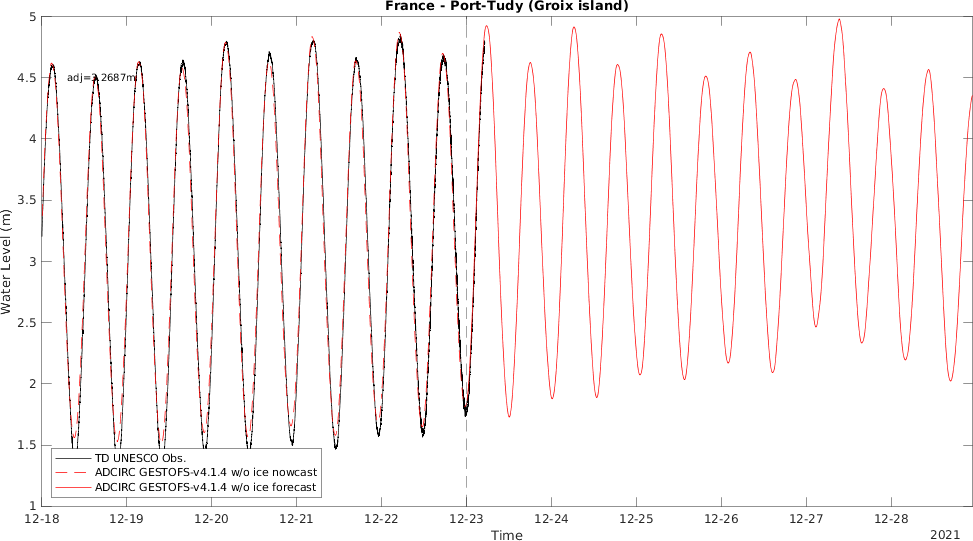 France - Port-Tudy (Groix island)
5
4.5
4
3.5
3
2.5
2
1.5
1
Water Level (m)
TD UNESCO Obs.
ADCIRC GESTOFS-v4.1.4 w/o ice nowcast
ADCIRC GESTOFS-v4.1.4 w/o ice forecast
12-18 12-19 12-20 12-21 12-22 12-23 12-24 12-25 12-26 12-27 12-28
Time
2021